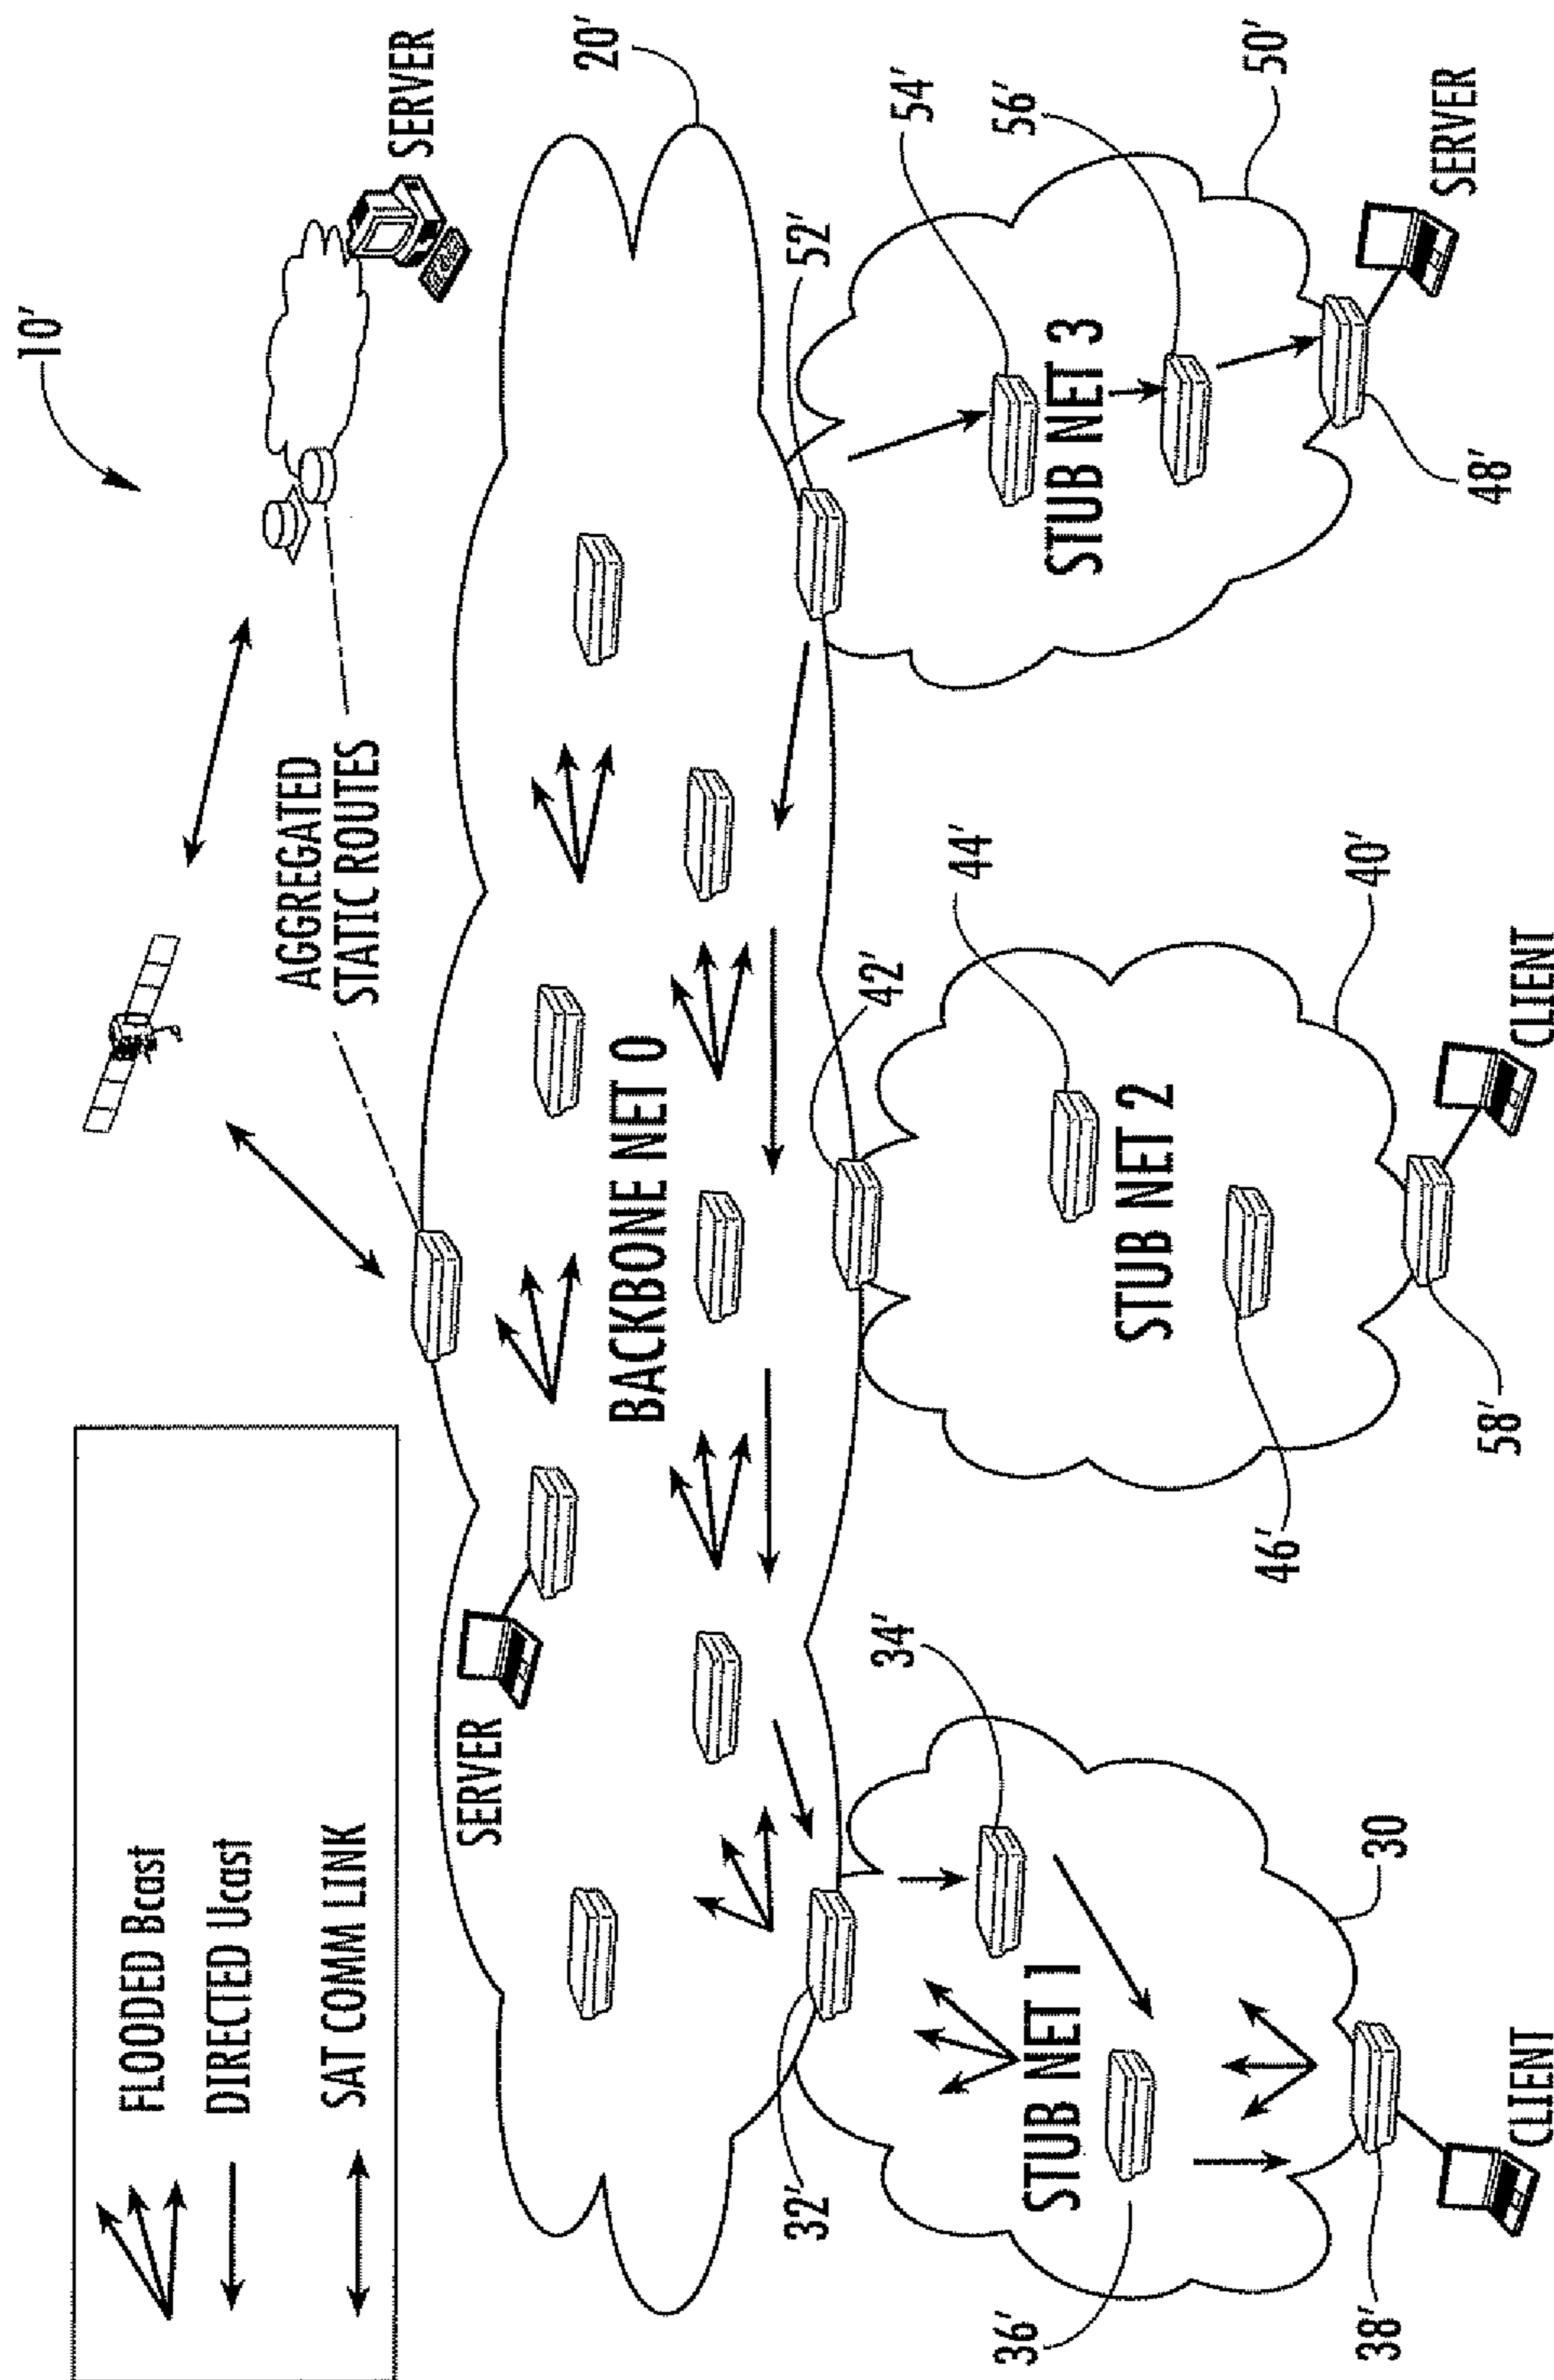 10'
FLOODED Bcast
DIRECTED Ucast
SAT COMM LINK
AGGREGATED
STATIC ROUTES
SERVER
20'
SERVER
BACKBONE NET 0
32'
34'
42'
44'
52'
54'
56'
STUB NET 1
STUB NET 2
STUB NET 3
36'
38'
30
46'
58'
40'
48'
50'
CLIENT
CLIENT
SERVER